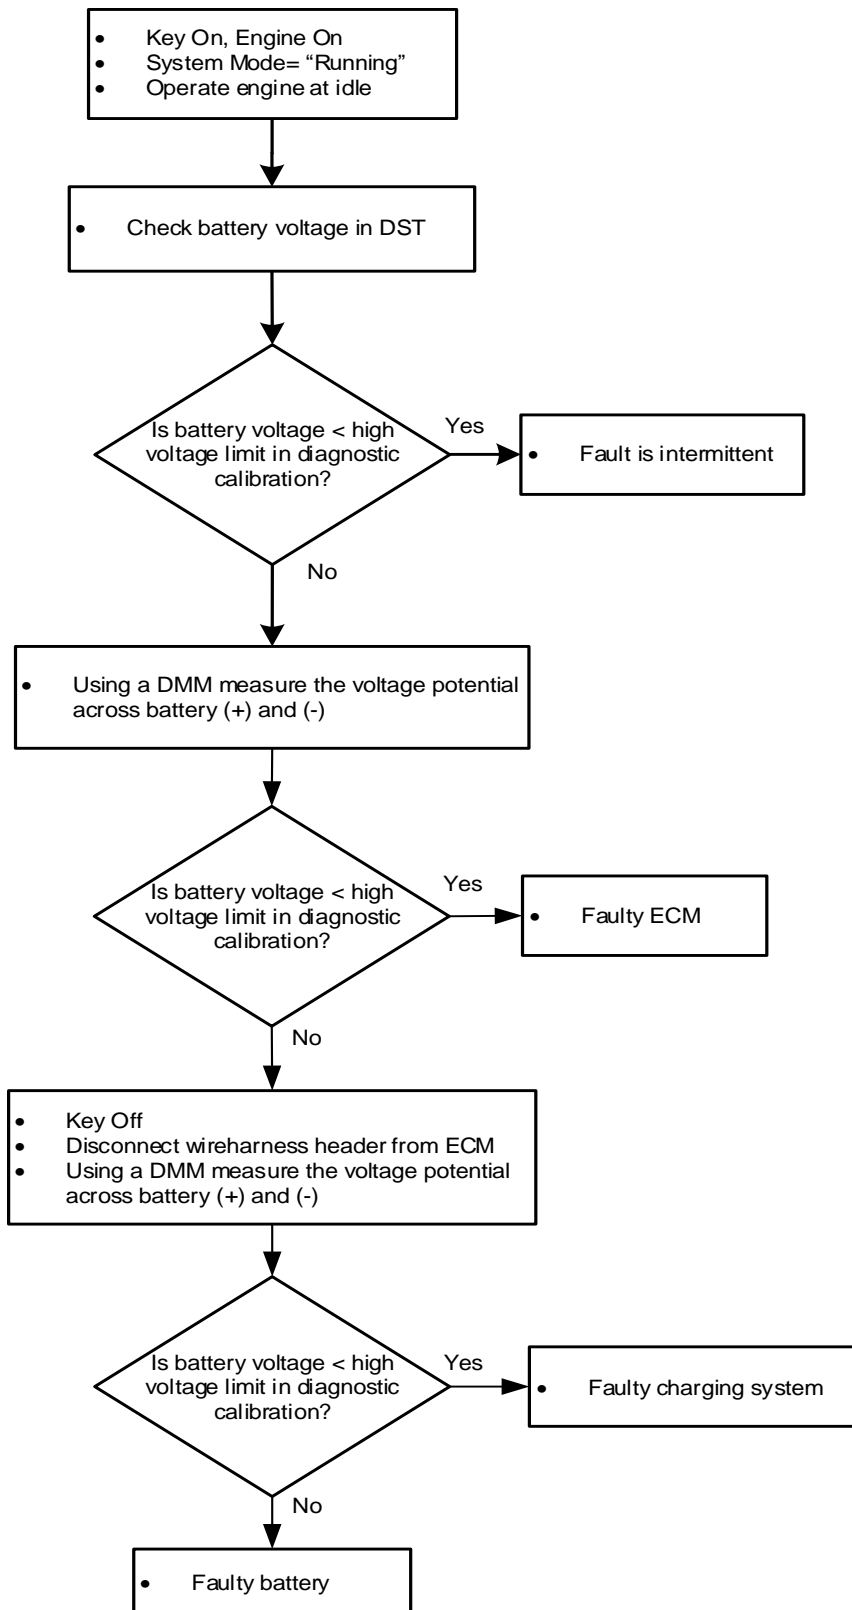 • Key On, Engine On
• System Mode= “Running”
• Operate engine at idle
• Check battery voltage in DST
Is battery voltage < high
voltage limit in diagnostic
calibration?
Yes
• Fault is intermittent
No
• Using a DMM measure the voltage potential
across battery (+) and (-)
Is battery voltage < high
voltage limit in diagnostic
calibration?
Yes
• Faulty ECM
No
• Key Off
• Disconnect wireharness header from ECM
• Using a DMM measure the voltage potential
across battery (+) and (-)
Is battery voltage < high
voltage limit in diagnostic
calibration?
Yes
• Faulty charging system
No
• Faulty battery